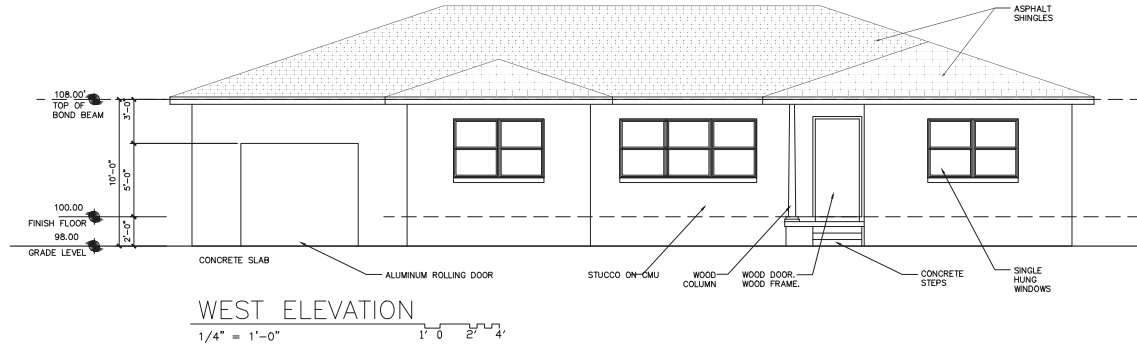 ASPHALT
SHINGLES
108.00'
TOP OF
BOND BEAM
3'-0"
10'-0"
5'-0"
100.00
FINISH FLOOR
2'-0"
98.00
GRADE LEVEL
CONCRETE SLAB
ALUMINUM ROLLING DOOR
STUCCO ON CMU
WOOD
COLUMN
WOOD DOOR.
WOOD FRAME.
CONCRETE
STEPS
SINGLE
HUNG
WINDOWS
WEST ELEVATION
1/4" = 1'-0"
1' 0 2' 4'